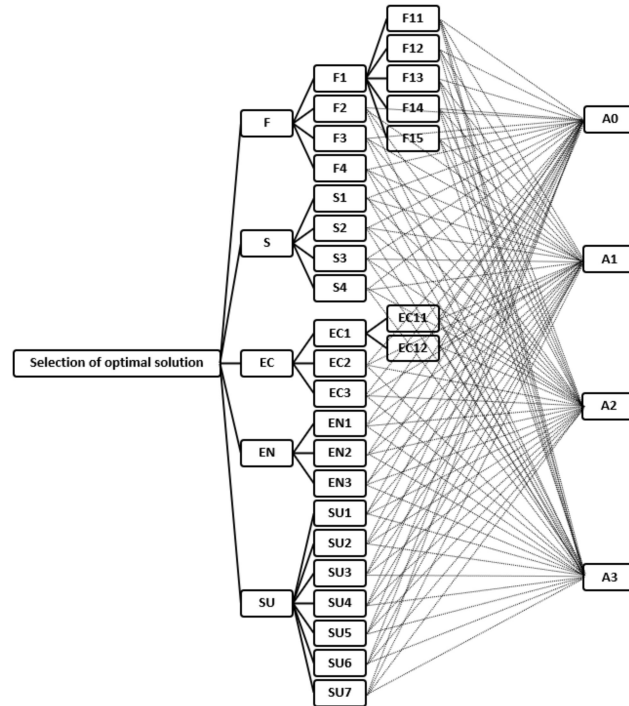 Selection of optimal solution
F
S
EC
EN
SU
F1
F2
F3
F4
S1
S2
S3
S4
EC1
EC2
EC3
EN1
EN2
EN3
SU1
SU2
SU3
SU4
SU5
SU6
SU7
F11
F12
F13
F14
F15
EC11
EC12
A0
A1
A2
A3